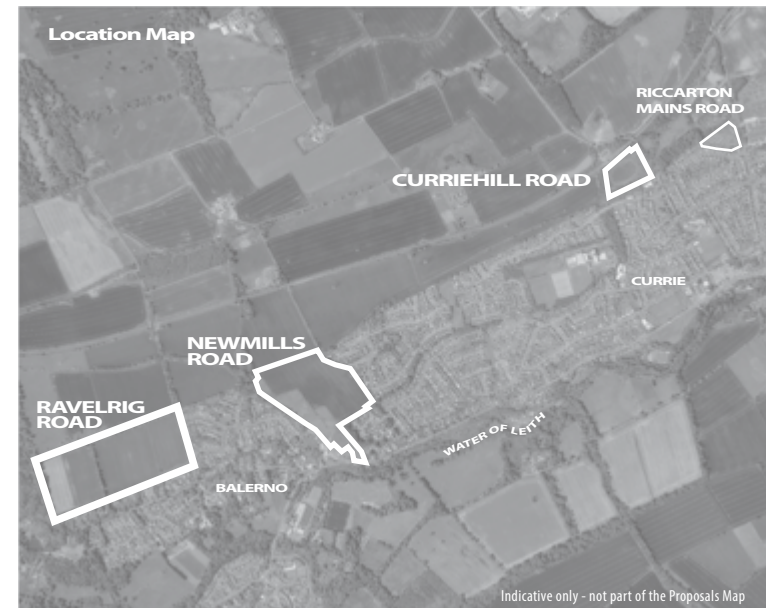 Location Map
RICCARTON
MAINS ROAD
CURRIEHILL ROAD
CURRIE
NEWMILLS
ROAD
RAVELRIG
ROAD
WATER OF LEITH
BALERNO
Indicative only - not part of the Proposals Map